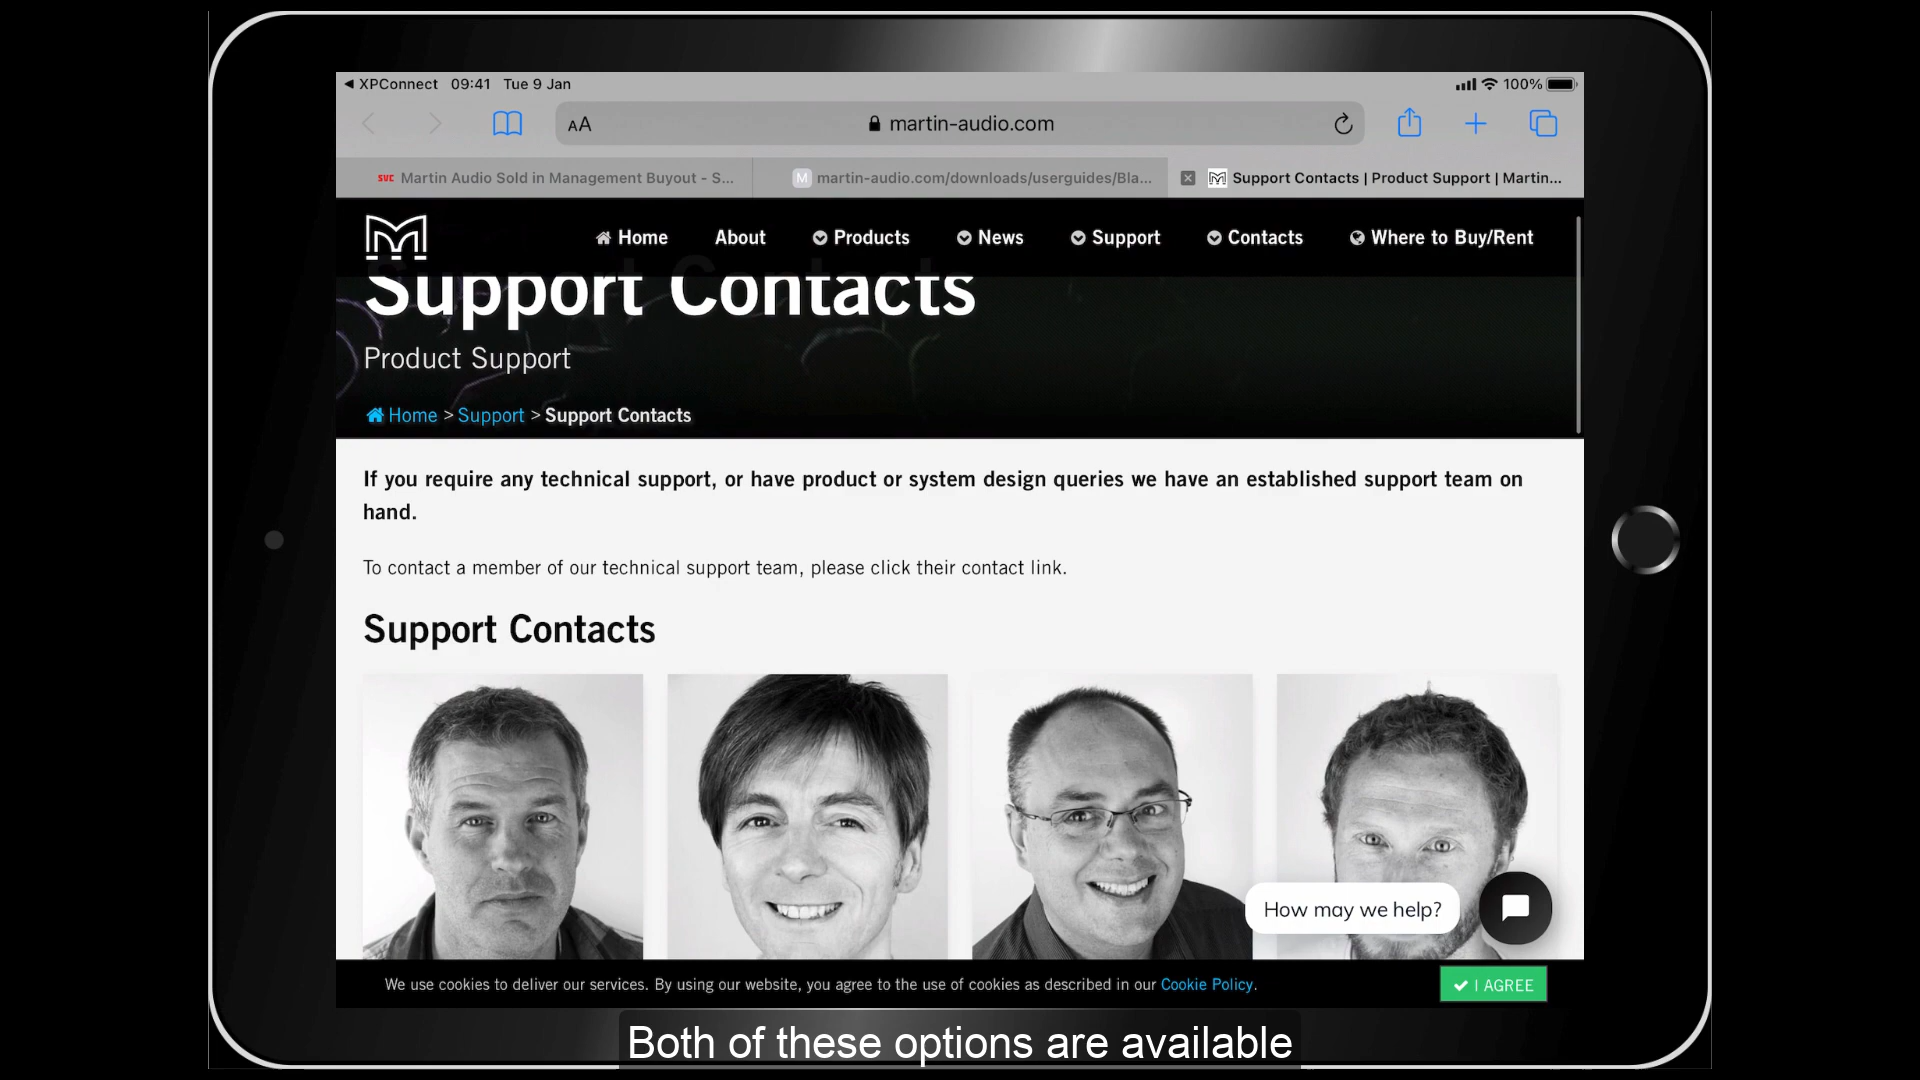 XPConnect 09:41 Tue 9 Jan 100%
AA martin-audio.com
SVC Martin Audio Sold in Management Buyout - S...
M martin-audio.com/downloads/userguides/Bla...
Support Contacts | Product Support | Martin...
Home About Products News Support Contacts Where to Buy/Rent
Support Contacts
Product Support
Home > Support > Support Contacts
If you require any technical support, or have product or system design queries we have an established support team on
hand.
To contact a member of our technical support team, please click their contact link.
Support Contacts
How may we help?
We use cookies to deliver our services. By using our website, you agree to the use of cookies as described in our Cookie Policy.
I AGREE
Both of these options are available